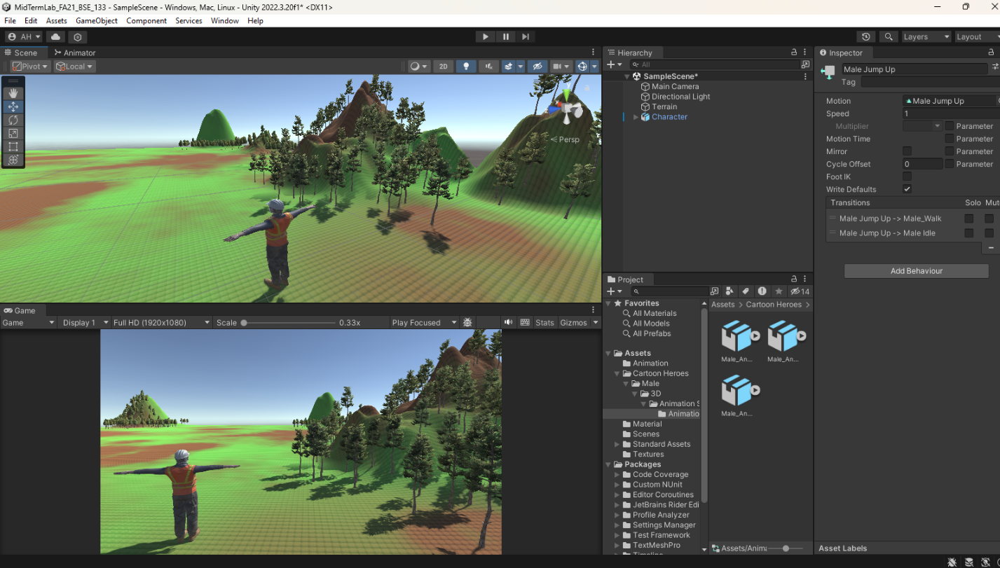 MidTermLab_FA21_BSE_133 - SampleScene - Windows, Mac, Linux - Unity 2022.3.20f1* <DX11>
File Edit Assets GameObject Component Services Window Help
AH
Layers Layout
Scene Animator
Pivot Local 2D
Persp
Game
Game Display 1 Full HD (1920x1080) Scale 0.33x Play Focused Stats Gizmos
Hierarchy
All
SampleScene*
Main Camera
Directional Light
Terrain
Character
Project
14
Favorites
All Materials
All Models
All Prefabs
Assets
Animation
Cartoon Heroes
Male
3D
Animation S
Animatio
Material
Scenes
Standard Assets
Textures
Packages
Code Coverage
Custom NUnit
Editor Coroutines
JetBrains Rider Edi
Profile Analyzer
Settings Manager
Test Framework
TextMeshPro
Timeline
Assets > Cartoon Heroes >
Male_An...
Male_An...
Male_An...
Assets/Anima
Inspector
Male Jump Up
Tag
Motion Male Jump Up
Speed 1
Multiplier Parameter
Motion Time Parameter
Mirror Parameter
Cycle Offset 0 Parameter
Foot IK
Write Defaults
Transitions Solo Mut
Male Jump Up -> Male_Walk
Male Jump Up -> Male Idle
Add Behaviour
Asset Labels